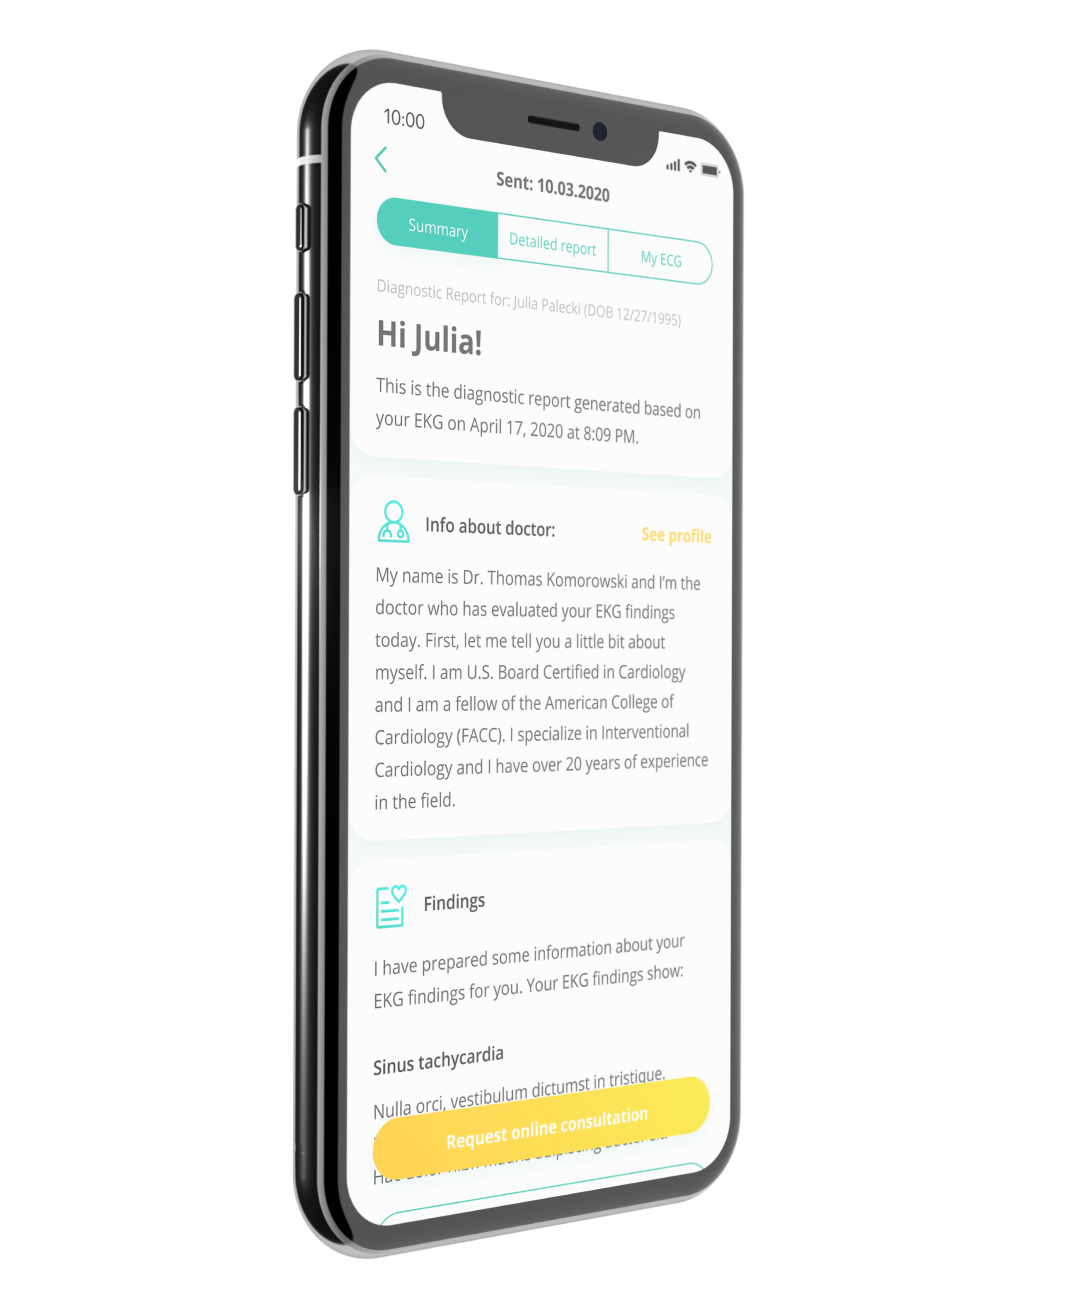 10:00
Sent: 10.03.2020
Summary
Detailed report
My ECG
Diagnostic Report for: Julia Palecki (DOB 12/27/1995)
Hi Julia!
This is the diagnostic report generated based on
your EKG on April 17, 2020 at 8:09 PM.
Info about doctor:
See profile
My name is Dr. Thomas Komorowski and I'm the
doctor who has evaluated your EKG findings
today. First, let me tell you a little bit about
myself. I am U.S. Board Certified in Cardiology
and I am a fellow of the American College of
Cardiology (FACC). I specialize in Interventional
Cardiology and I have over 20 years of experience
in the field.
Findings
I have prepared some information about your
EKG findings for you. Your EKG findings show:
Sinus tachycardia
Nulla orci, vestibulum dictumst in tristique.
Request online consultation